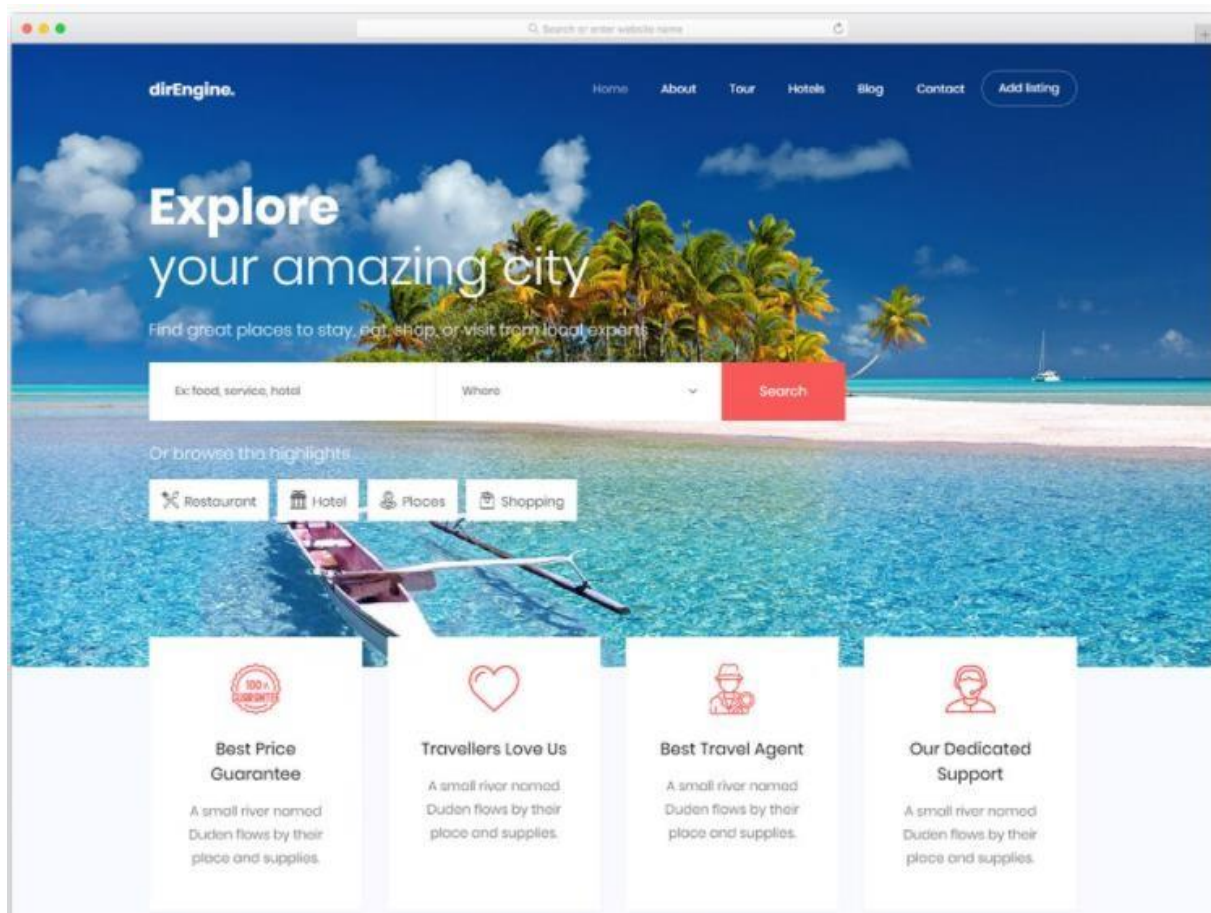 Search or enter website name
dirEngine.
Home About Tour Hotels Blog Contact Add listing
Explore
your amazing city
Find great places to stay, eat, shop, or visit from local experts
Ex: food, service, hotel Where Search
Or browse the highlights
Restaurant Hotel Places Shopping
100%
GUARANTEE
Best Price
Guarantee
A small river named
Duden flows by their
place and supplies.
Travellers Love Us
A small river named
Duden flows by their
place and supplies.
Best Travel Agent
A small river named
Duden flows by their
place and supplies.
Our Dedicated
Support
A small river named
Duden flows by their
place and supplies.